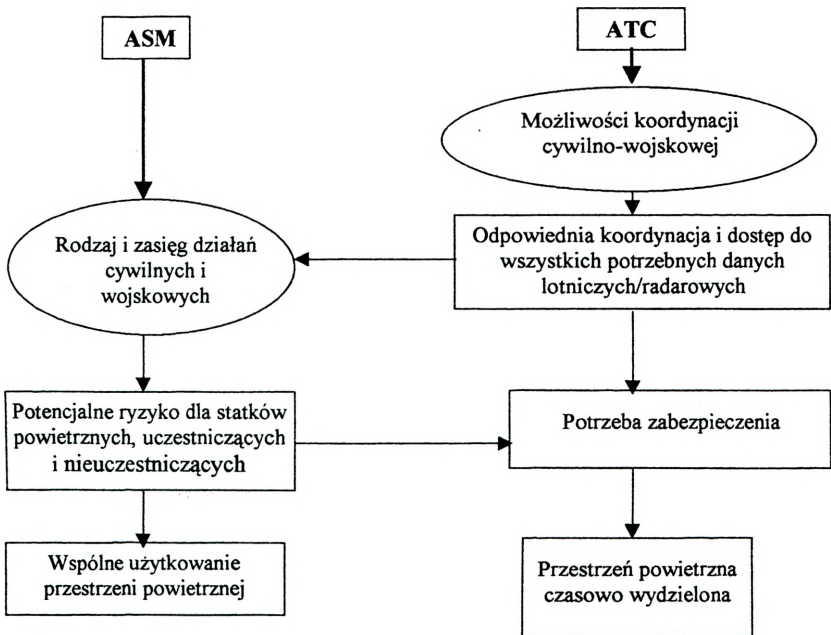 ASM
ATC
Możliwości koordynacji
cywilno-wojskowej
Rodzaj i zasięg działań
cywilnych i
wojskowych
Odpowiednia koordynacja i dostęp do
wszystkich potrzebnych danych
lotniczych/radarowych
Potencjalne ryzyko dla statków
powietrznych, uczestniczących
i nieuczestniczących
Potrzeba zabezpieczenia
Wspólne użytkowanie
przestrzeni powietrznej
Przestrzeń powietrzna
czasowo wydzielona